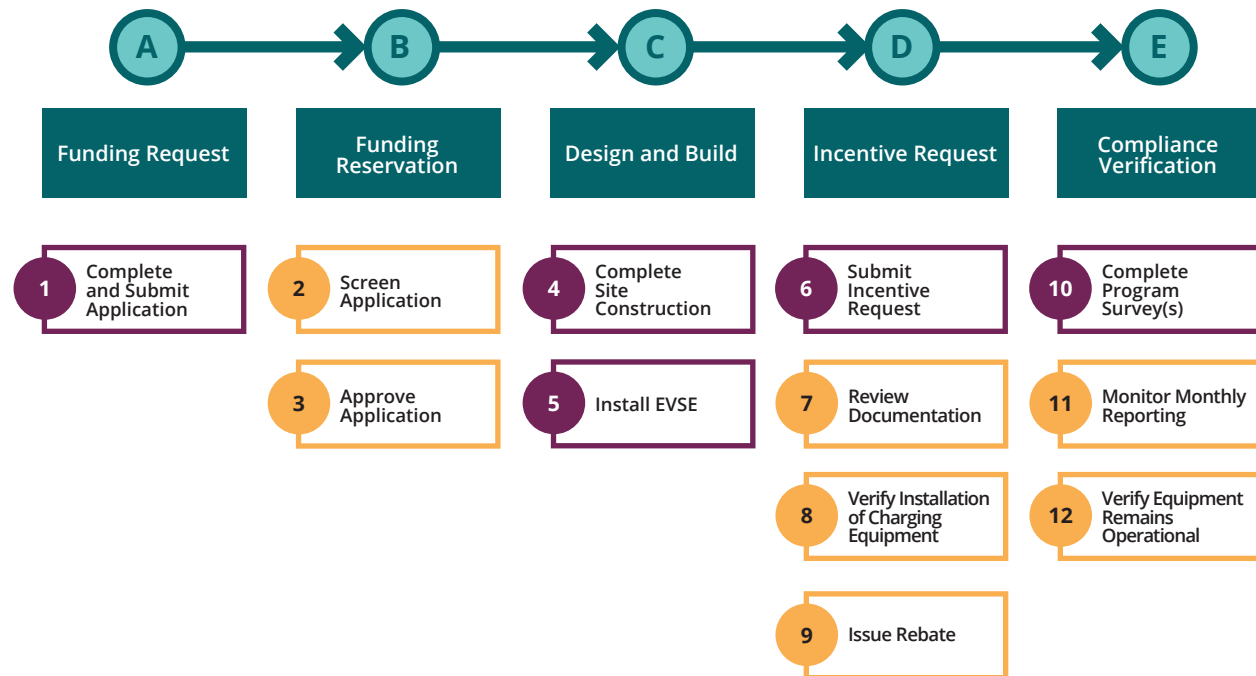 A
B
C
D
E
Funding Request
Funding
Reservation
Design and Build
Incentive Request
Compliance
Verification
1
Complete
and Submit
Application
2
Screen
Application
3
Approve
Application
4
Complete
Site
Construction
5
Install EVSE
6
Submit
Incentive
Request
7
Review
Documentation
8
Verify Installation
of Charging
Equipment
9
Issue Rebate
10
Complete
Program
Survey(s)
11
Monitor Monthly
Reporting
12
Verify Equipment
Remains
Operational